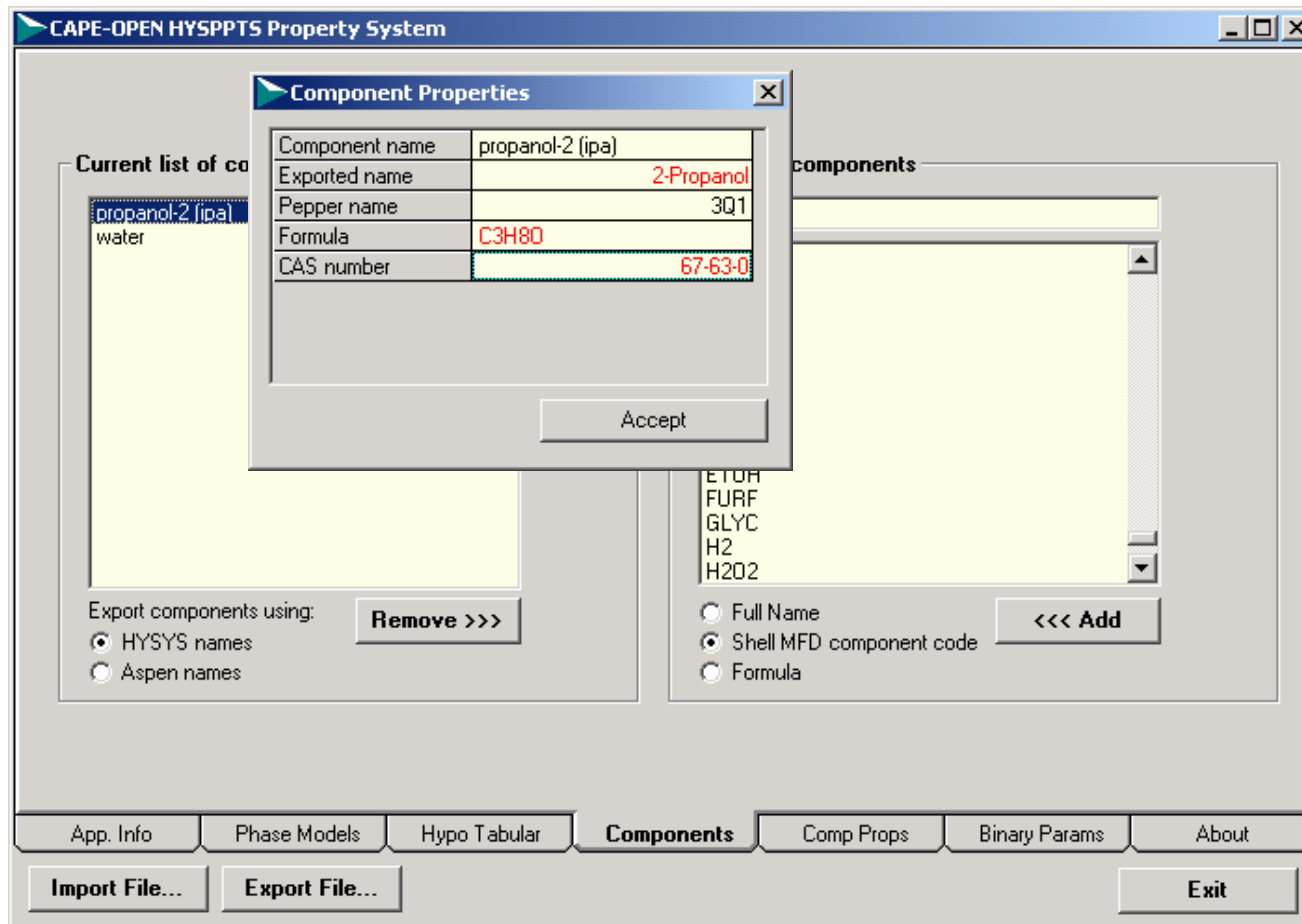 CAPE-OPEN HYSPPTS Property System
Component Properties
Component name propanol-2 (ipa)
Exported name 2-Propanol
Pepper name 3Q1
Formula C3H8O
CAS number 67-63-0
Accept
Current list of co
propanol-2 (ipa)
water
Export components using:
HYSYS names
Aspen names
Remove >>>
components
ETOH
FURF
GLYC
H2
H2O2
Full Name
Shell MFD component code
Formula
<<< Add
App. Info
Phase Models
Hypo Tabular
Components
Comp Props
Binary Params
About
Import File...
Export File...
Exit